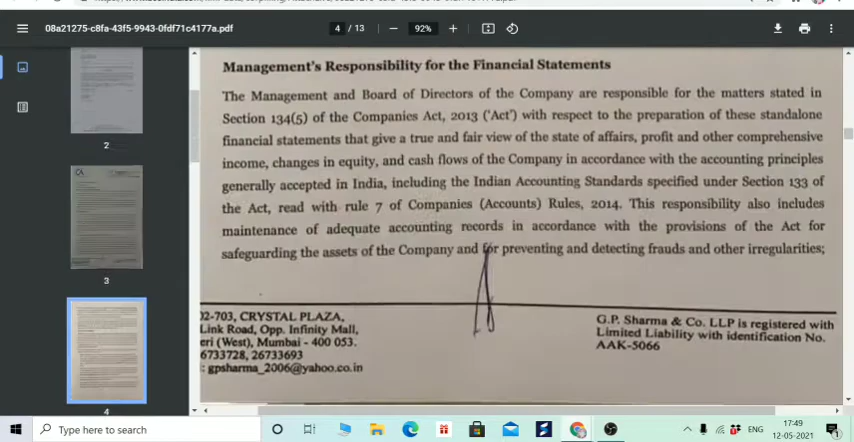 08a21275-c8fa-43f5-9943-0fdf71c4177a.pdf
4 / 13
92%
Management's Responsibility for the Financial Statements
The Management and Board of Directors of the Company are responsible for the matters stated in
Section 134(5) of the Companies Act, 2013 ('Act') with respect to the preparation of these standalone
financial statements that give a true and fair view of the state of affairs, profit and other comprehensive
income, changes in equity, and cash flows of the Company in accordance with the accounting principles
generally accepted in India, including the Indian Accounting Standards specified under Section 133 of
the Act, read with rule 7 of Companies (Accounts) Rules, 2014. This responsibility also includes
maintenance of adequate accounting records in accordance with the provisions of the Act for
safeguarding the assets of the Company and for preventing and detecting frauds and other irregularities;
02-703, CRYSTAL PLAZA,
Link Road, Opp. Infinity Mall,
eri (West), Mumbai - 400 053.
6733728, 26733693
: gpsharma_2006@yahoo.co.in
G.P. Sharma & Co. LLP is registered with
Limited Liability with identification No.
AAK-5066
2
3
4
Type here to search
ENG
17:49
12-05-2021
1